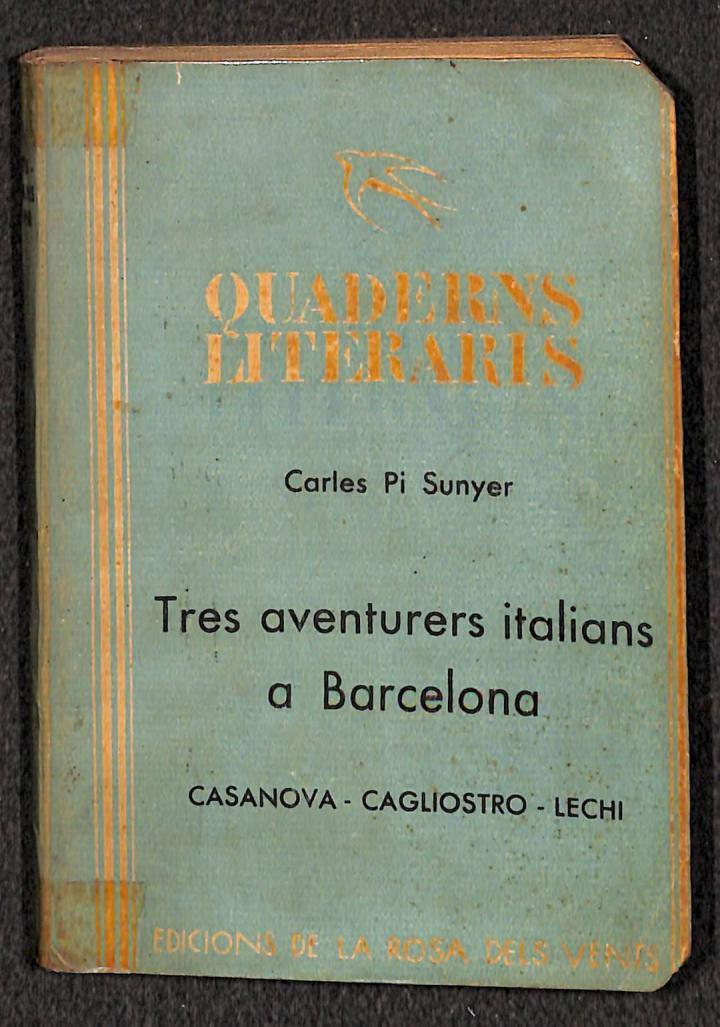 QUADERNS
LITERARIS
Carles Pi Sunyer
Tres aventurers italians
a Barcelona
CASANOVA - CAGLIOSTRO - LECHI
EDICIONS DE LA ROSA DELS VENTS